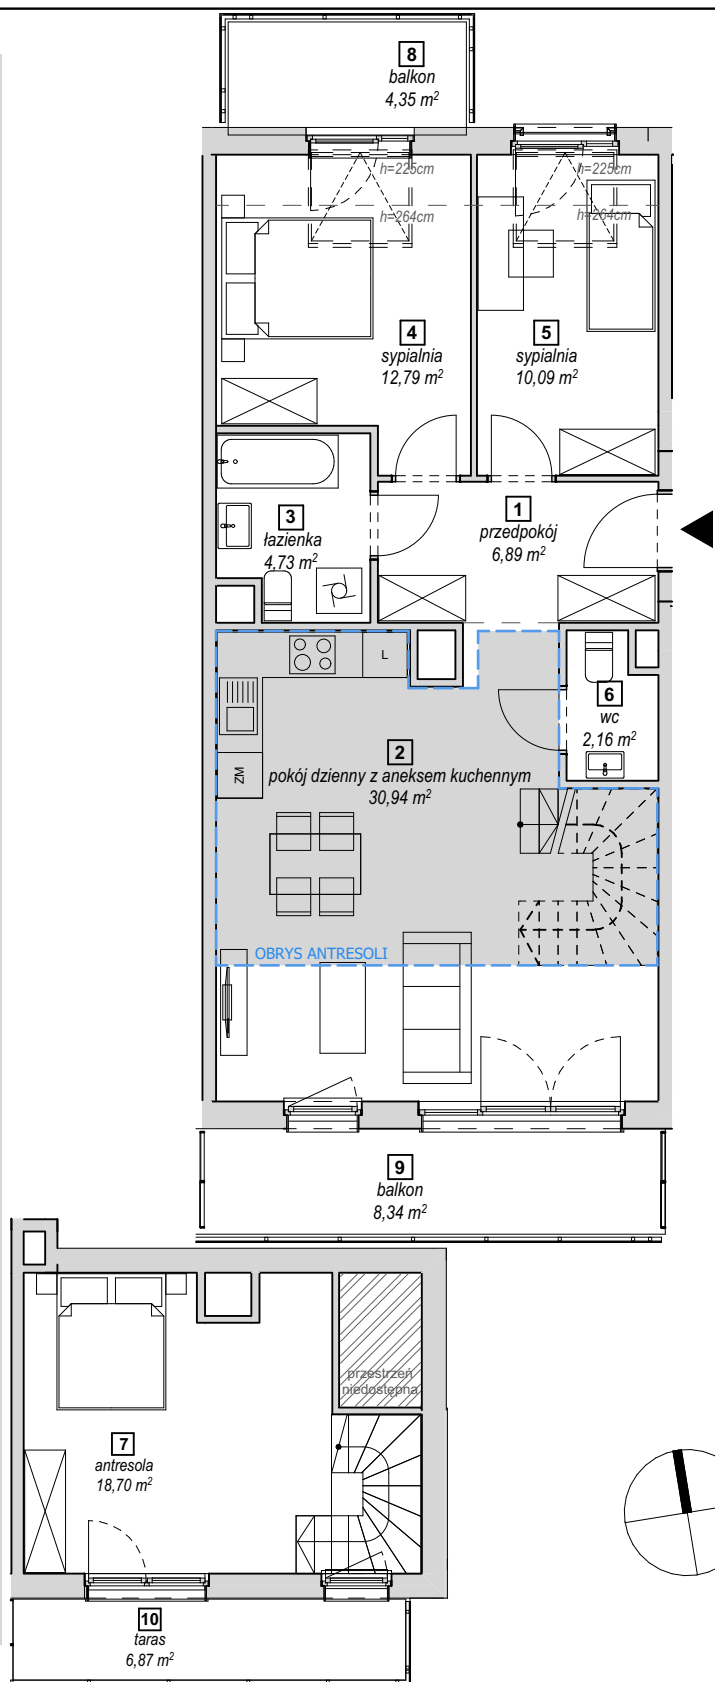 8
balkon
4,35 m²
h=225cm
h=225cm
h=264cm
h=264cm
4
sypialnia
12,79 m²
5
sypialnia
10,09 m²
3
łazienka
4,73 m²
1
przedpokój
6,89 m²
L
6
wc
2,16 m²
ZM
2
pokój dzienny z aneksem kuchennym
30,94 m²
OBRYS ANTRESOLI
9
balkon
8,34 m²
przestrzeń
niedostępna
7
antresola
18,70 m²
10
taras
6,87 m²